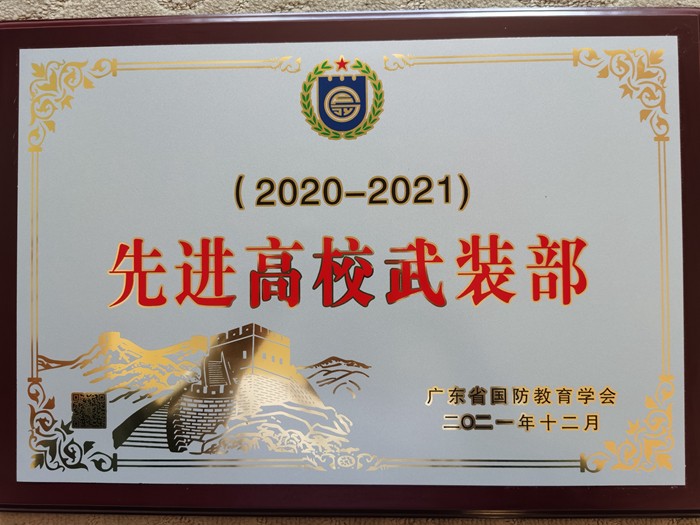 (2020-2021)
先进高校武装部
广东省国防教育学会
二〇二一年十二月